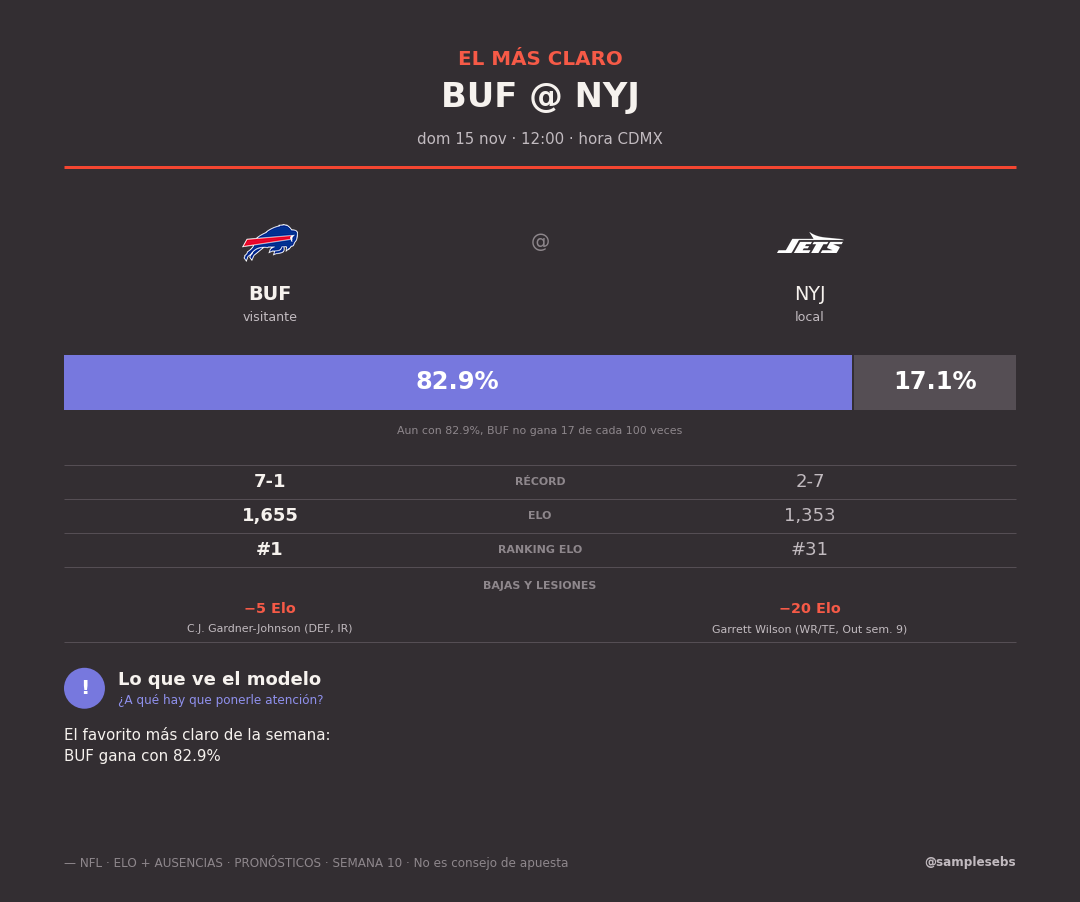 EL MÁS CLARO
BUF @ NYJ
dom 15 nov · 12:00 · hora CDMX
@
JETS
BUF
NYJ
visitante
local
82.9%
17.1%
Aun con 82.9%, BUF no gana 17 de cada 100 veces
7-1 RÉCORD 2-7
1,655 ELO 1,353
#1 RANKING ELO #31
BAJAS Y LESIONES
−5 Elo −20 Elo
C.J. Gardner-Johnson (DEF, IR) Garrett Wilson (WR/TE, Out sem. 9)
! Lo que ve el modelo
¿A qué hay que ponerle atención?
El favorito más claro de la semana:
BUF gana con 82.9%
— NFL · ELO + AUSENCIAS · PRONÓSTICOS · SEMANA 10 · No es consejo de apuesta @samplesebs